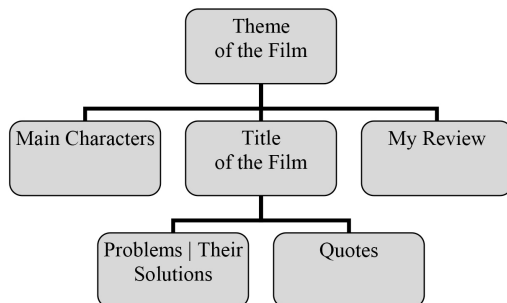 Theme
of the Film
Main Characters
Title
of the Film
My Review
Problems | Their
Solutions
Quotes